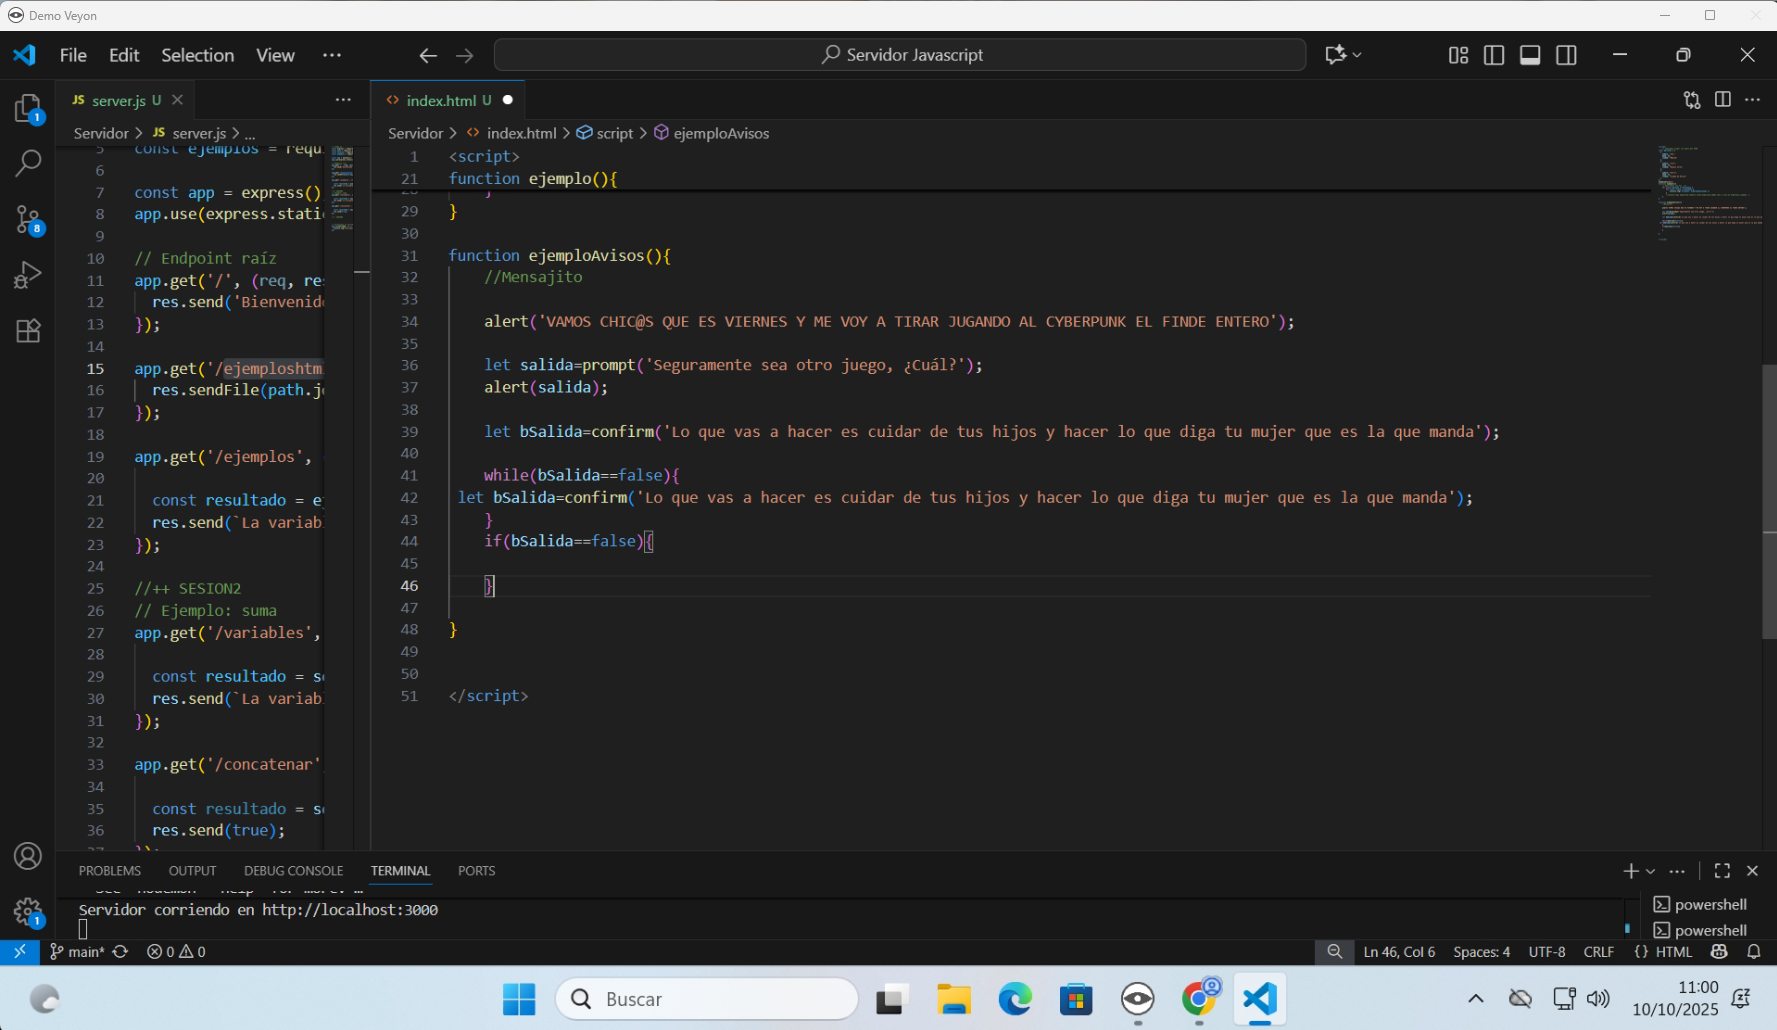 Demo Veyon
File Edit Selection View ···
Servidor Javascript
JS server.js U
index.html U
Servidor > JS server.js > ...
Servidor > index.html > script > ejemploAvisos
5 const ejemplos = requ
6
7 const app = express()
8 app.use(express.stati
9
10 // Endpoint raíz
11 app.get('/', (req, re
12 res.send('Bienvenid
13 });
14
15 app.get('/ejemploshtm
16 res.sendFile(path.j
17 });
18
19 app.get('/ejemplos',
20
21 const resultado = e
22 res.send(`La variab
23 });
24
25 //++ SESION2
26 // Ejemplo: suma
27 app.get('/variables',
28
29 const resultado = s
30 res.send(`La variab
31 });
32
33 app.get('/concatenar'
34
35 const resultado = s
36 res.send(true);
1 <script>
21 function ejemplo(){
29 }
30
31 function ejemploAvisos(){
32 //Mensajito
33
34 alert('VAMOS CHIC@S QUE ES VIERNES Y ME VOY A TIRAR JUGANDO AL CYBERPUNK EL FINDE ENTERO');
35
36 let salida=prompt('Seguramente sea otro juego, ¿Cuál?');
37 alert(salida);
38
39 let bSalida=confirm('Lo que vas a hacer es cuidar de tus hijos y hacer lo que diga tu mujer que es la que manda');
40
41 while(bSalida==false){
42 let bSalida=confirm('Lo que vas a hacer es cuidar de tus hijos y hacer lo que diga tu mujer que es la que manda');
43 }
44 if(bSalida==false){
45
46 }
47
48 }
49
50
51 </script>
PROBLEMS OUTPUT DEBUG CONSOLE TERMINAL PORTS
Servidor corriendo en http://localhost:3000
powershell
powershell
main* 0 0
Ln 46, Col 6 Spaces: 4 UTF-8 CRLF {} HTML
Buscar
11:00
10/10/2025